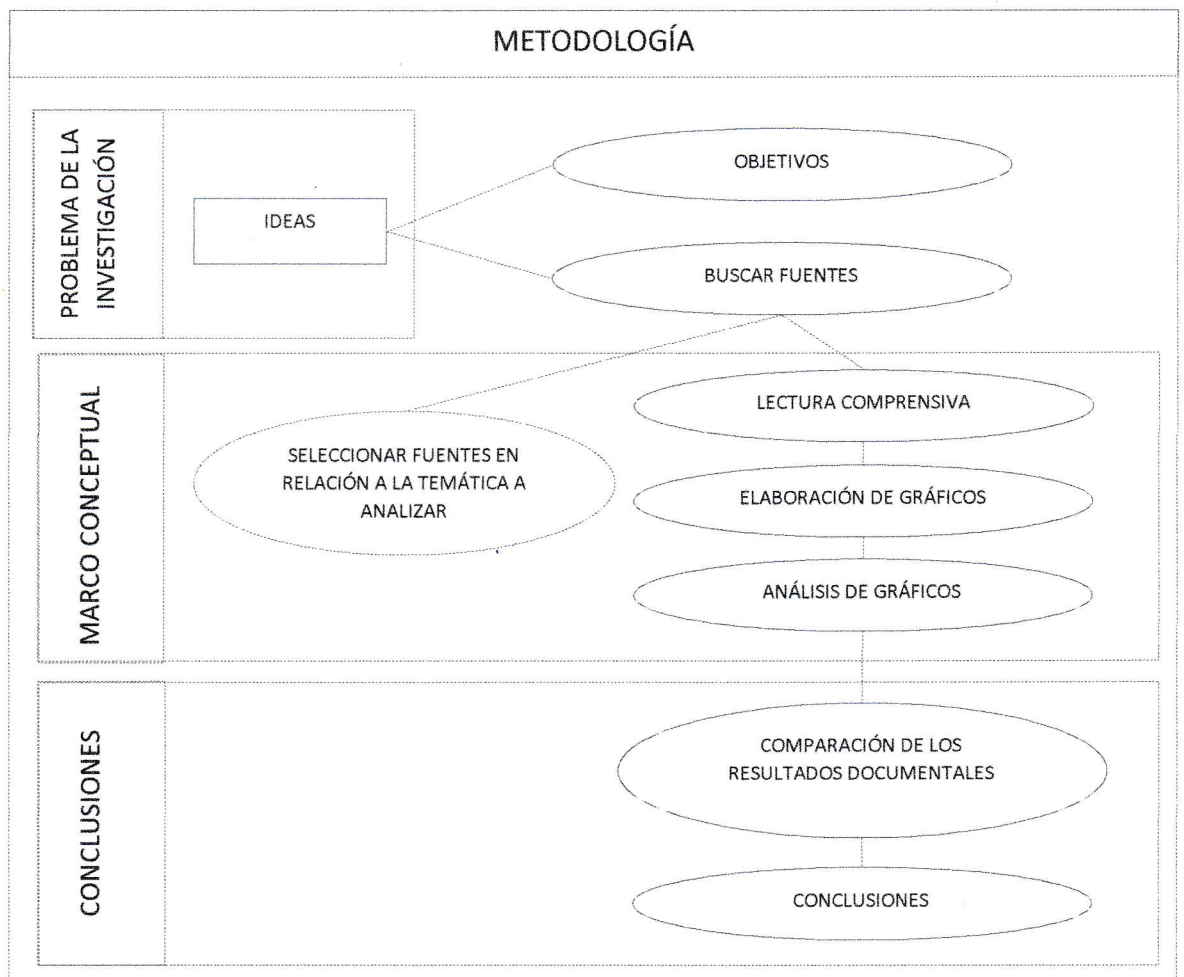 METODOLOGÍA
PROBLEMA DE LA
INVESTIGACIÓN
IDEAS
OBJETIVOS
BUSCAR FUENTES
MARCO CONCEPTUAL
SELECCIONAR FUENTES EN
RELACIÓN A LA TEMÁTICA A
ANALIZAR
LECTURA COMPRENSIVA
ELABORACIÓN DE GRÁFICOS
ANÁLISIS DE GRÁFICOS
CONCLUSIONES
COMPARACIÓN DE LOS
RESULTADOS DOCUMENTALES
CONCLUSIONES